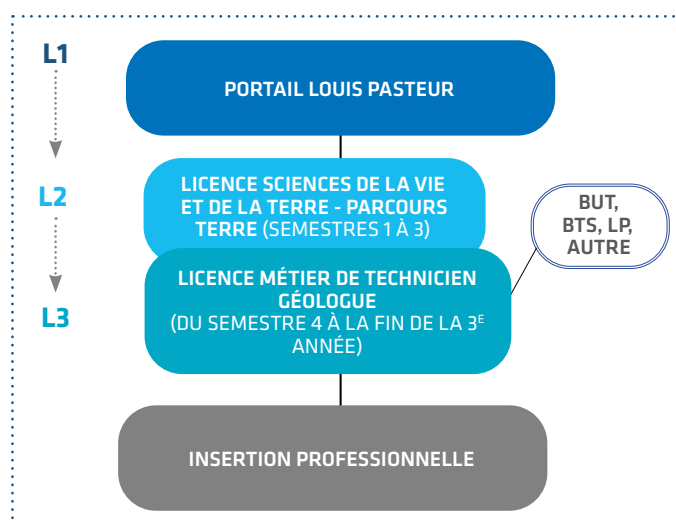 L1
PORTAIL LOUIS PASTEUR
L2
LICENCE SCIENCES DE LA VIE
ET DE LA TERRE - PARCOURS
TERRE (SEMESTRES 1 À 3)
BUT,
BTS, LP,
AUTRE
L3
LICENCE MÉTIER DE TECHNICIEN
GÉOLOGUE
(DU SEMESTRE 4 À LA FIN DE LA 3E
ANNÉE)
INSERTION PROFESSIONNELLE